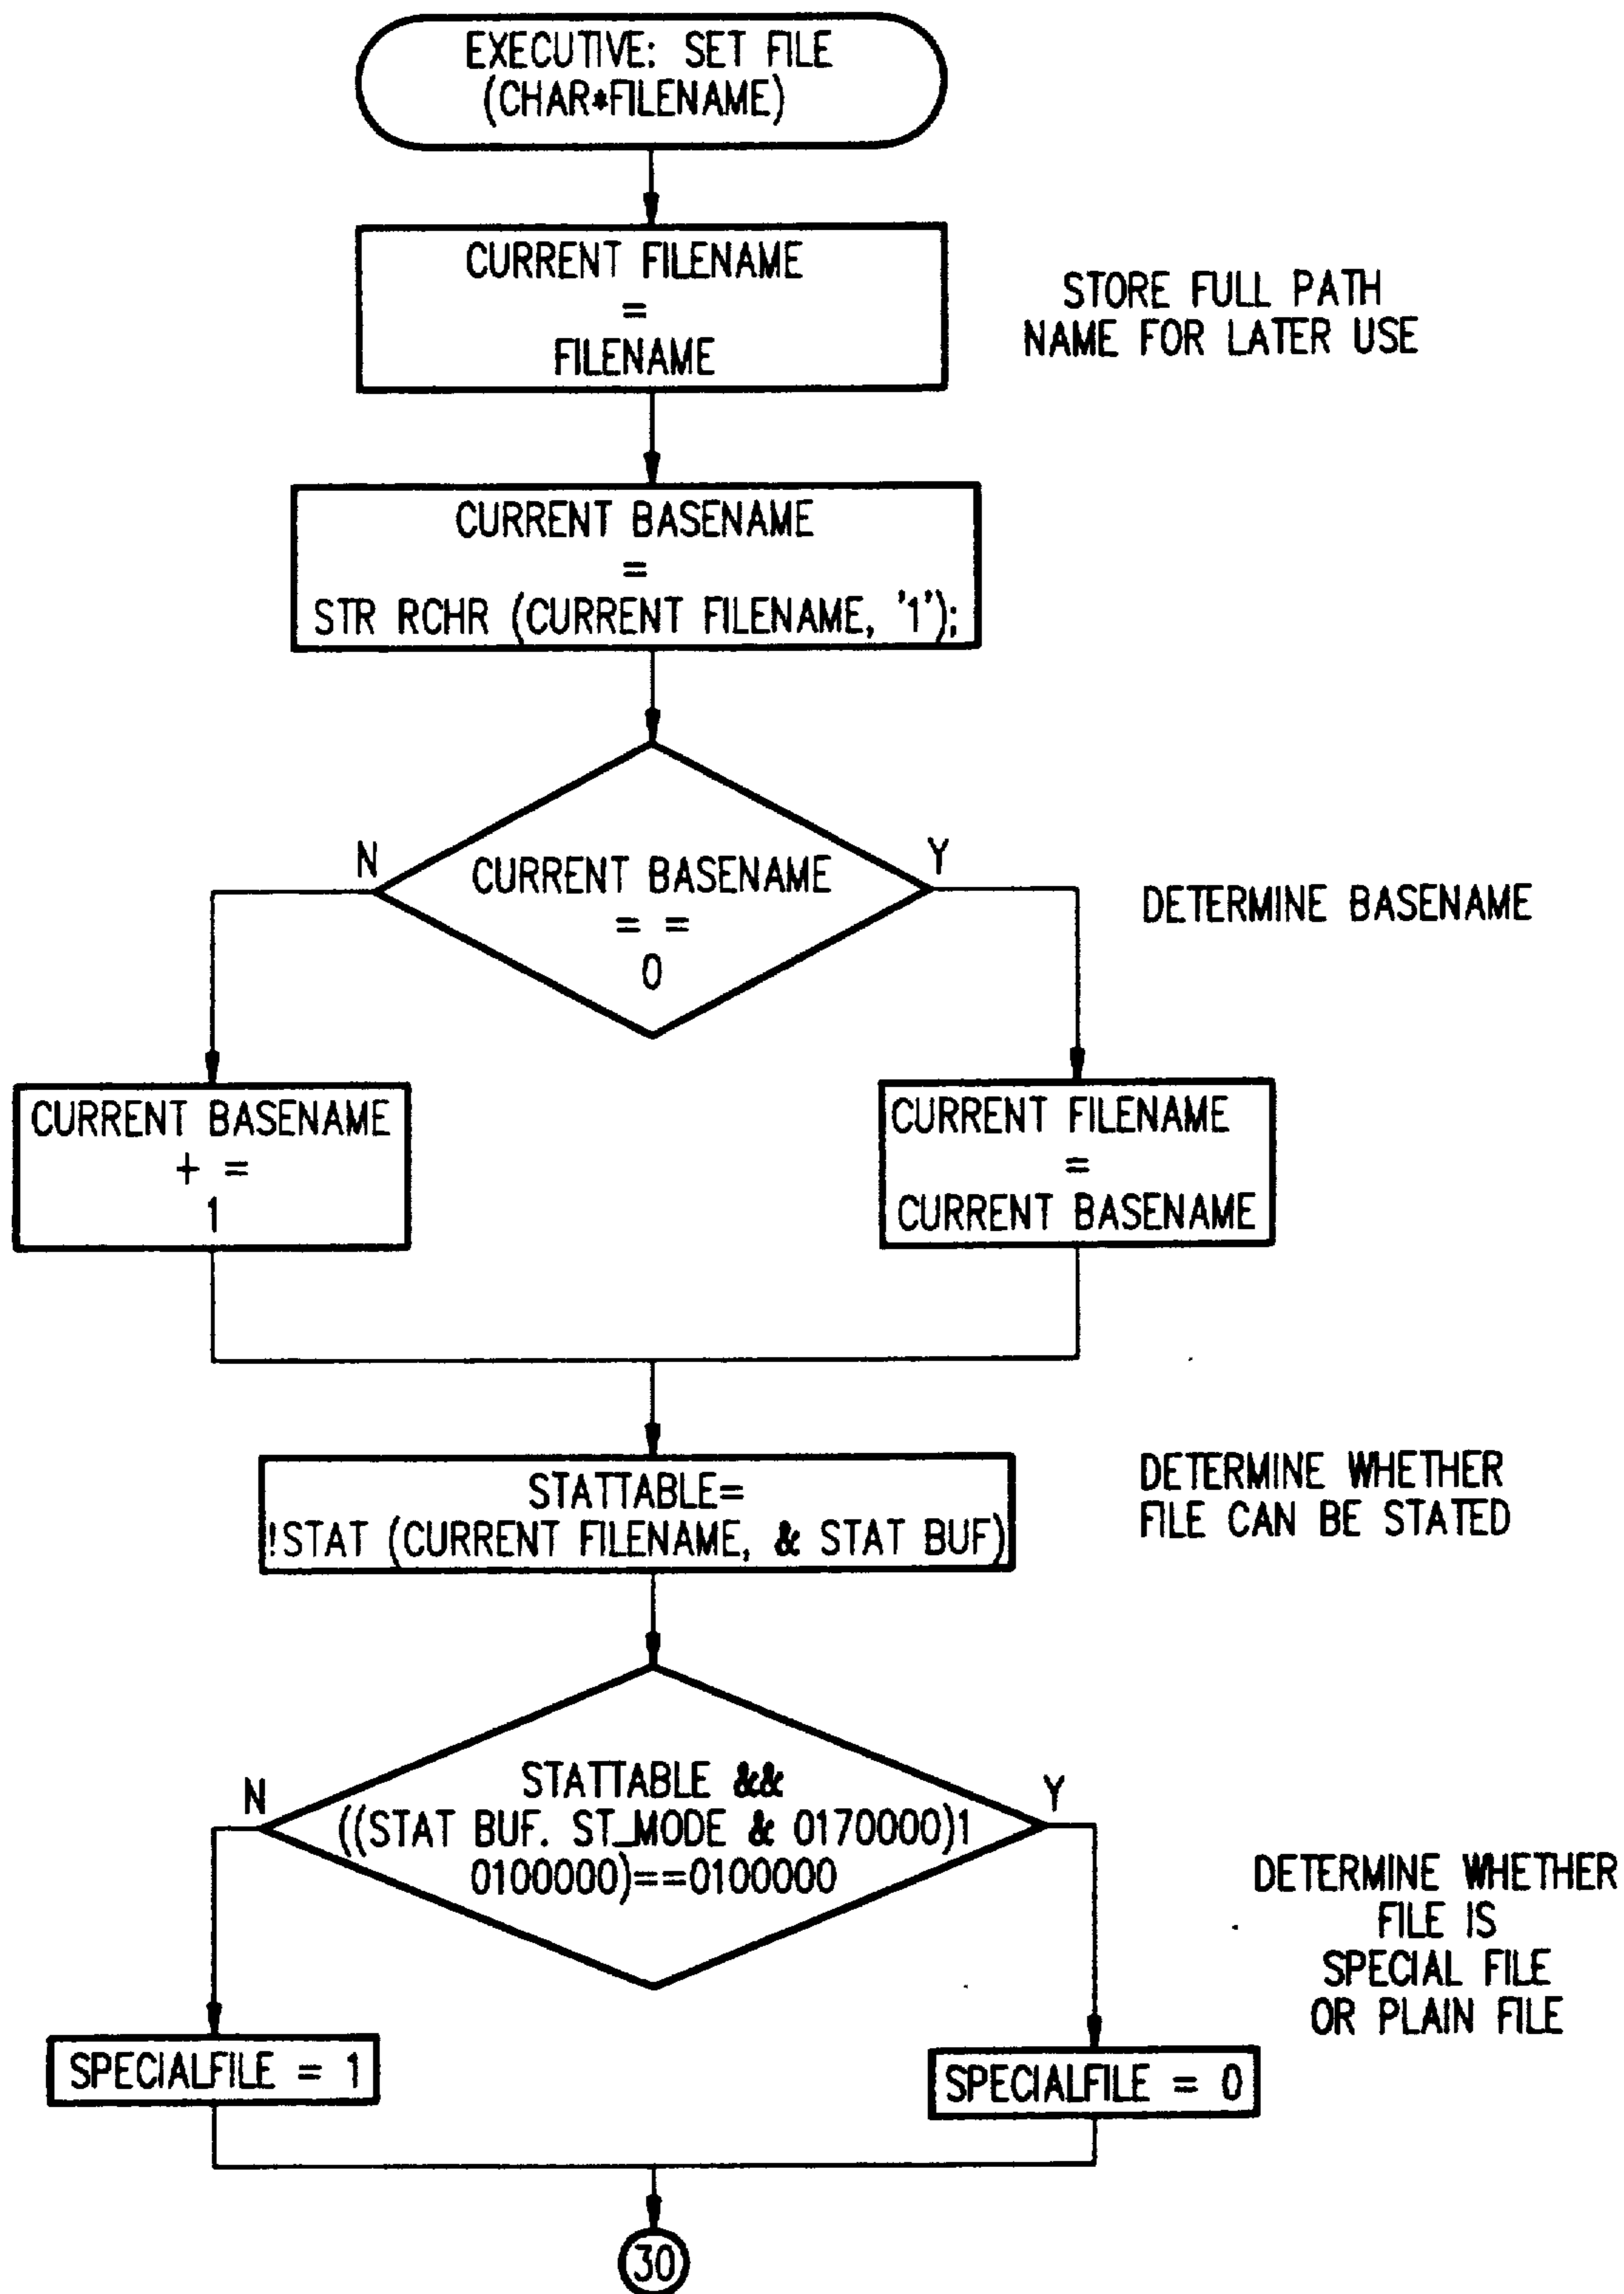 EXECUTIVE: SET FILE
(CHAR*FILENAME)
CURRENT FILENAME
=
FILENAME
STORE FULL PATH
NAME FOR LATER USE
CURRENT BASENAME
=
STR RCHR (CURRENT FILENAME, '1');
N
Y
CURRENT BASENAME
= =
0
DETERMINE BASENAME
CURRENT BASENAME
+ =
1
CURRENT FILENAME
=
CURRENT BASENAME
STATTABLE=
!STAT (CURRENT FILENAME, & STAT BUF)
DETERMINE WHETHER
FILE CAN BE STATED
N
Y
STATTABLE &&
((STAT BUF. ST_MODE & 0170000)1
0100000)==0100000
DETERMINE WHETHER
FILE IS
SPECIAL FILE
OR PLAIN FILE
SPECIALFILE = 1
SPECIALFILE = 0
30